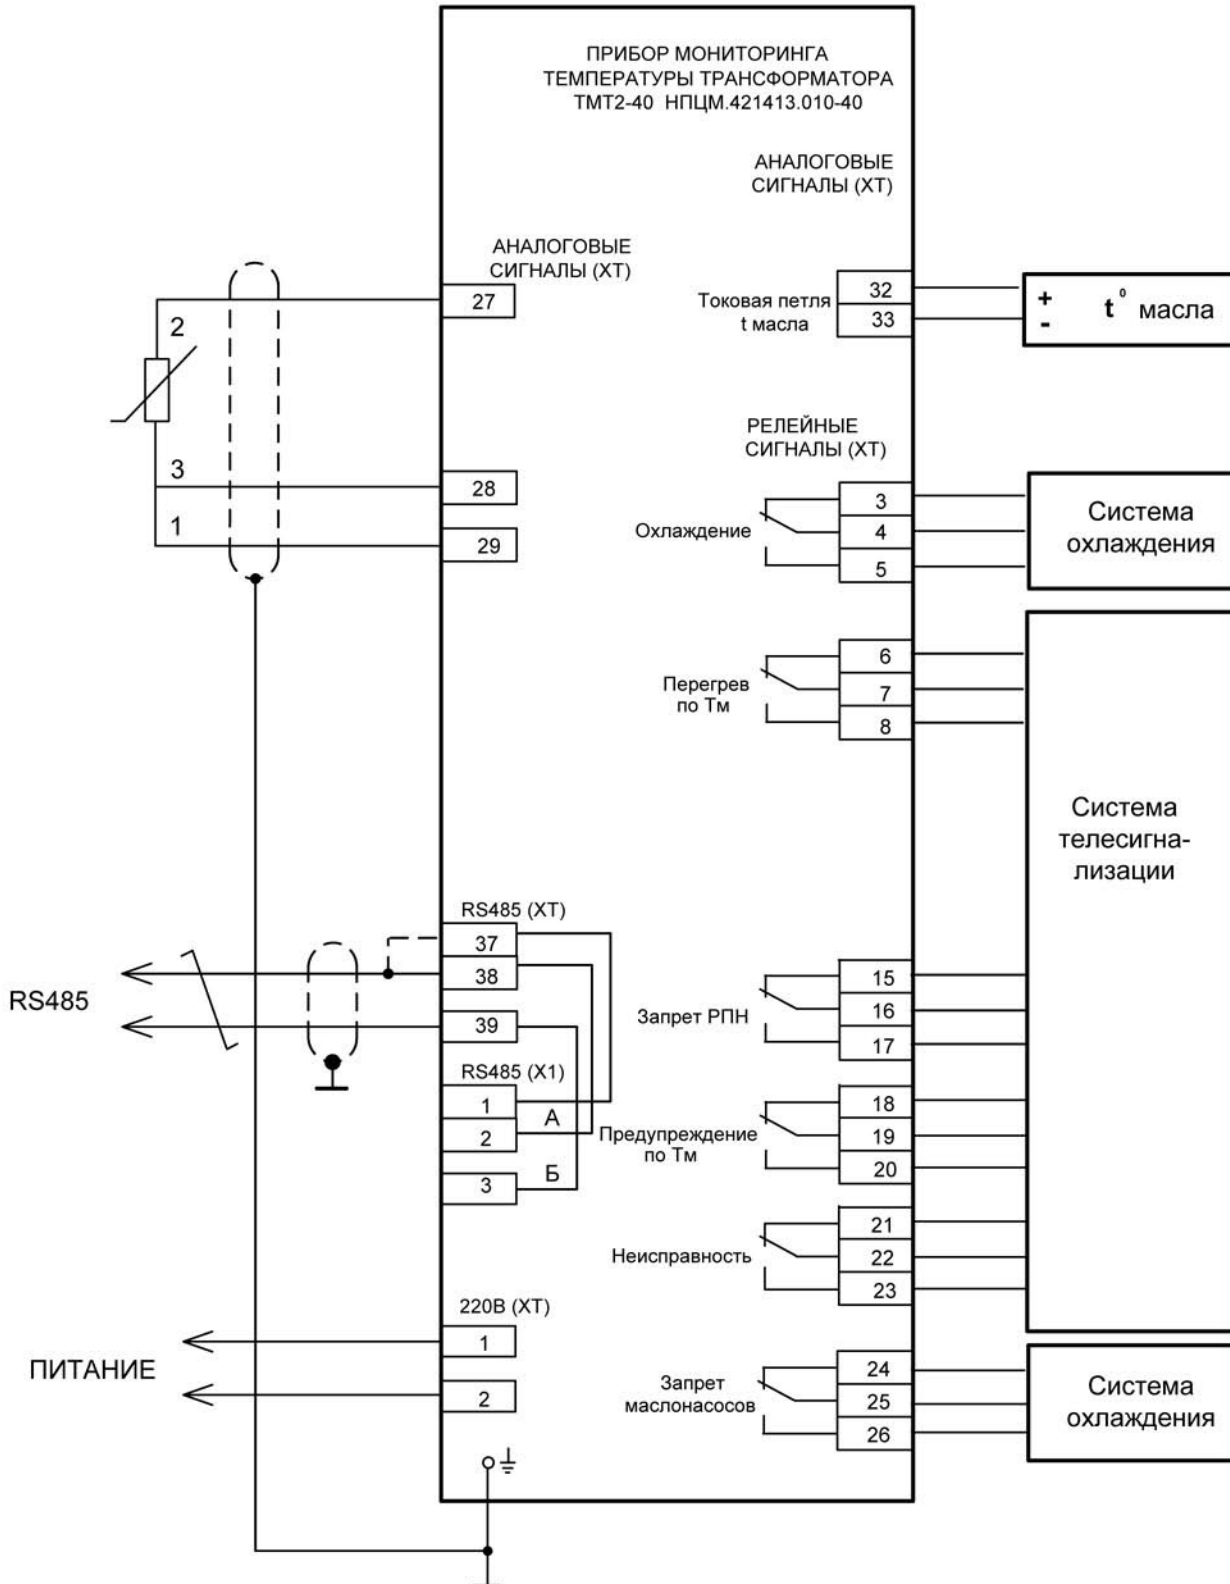 ПРИБОР МОНИТОРИНГА
ТЕМПЕРАТУРЫ ТРАНСФОРМАТОРА
ТМТ2-40 НПЦМ.421413.010-40
АНАЛОГОВЫЕ
СИГНАЛЫ (ХТ)
АНАЛОГОВЫЕ
СИГНАЛЫ (ХТ)
27
2
3
28
1
29
Токовая петля
t масла
32
33
+
-
t⁰ масла
РЕЛЕЙНЫЕ
СИГНАЛЫ (ХТ)
Охлаждение
3
4
5
Система
охлаждения
Перегрев
по Тм
6
7
8
Система
телесигна-
лизации
RS485 (ХТ)
37
38
39
RS485
RS485 (Х1)
1
2
3
А
Б
Запрет РПН
15
16
17
Предупреждение
по Тм
18
19
20
Неисправность
21
22
23
220В (ХТ)
1
2
ПИТАНИЕ
Запрет
маслонасосов
24
25
26
Система
охлаждения